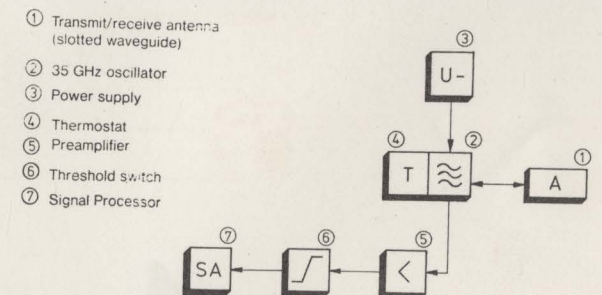 ① Transmit/receive antenna
(slotted waveguide)
② 35 GHz oscillator
③ Power supply
④ Thermostat
⑤ Preamplifier
⑥ Threshold switch
⑦ Signal Processor
③
U-
④ ②
T
①
A
⑦
SA
⑥
⑤
<